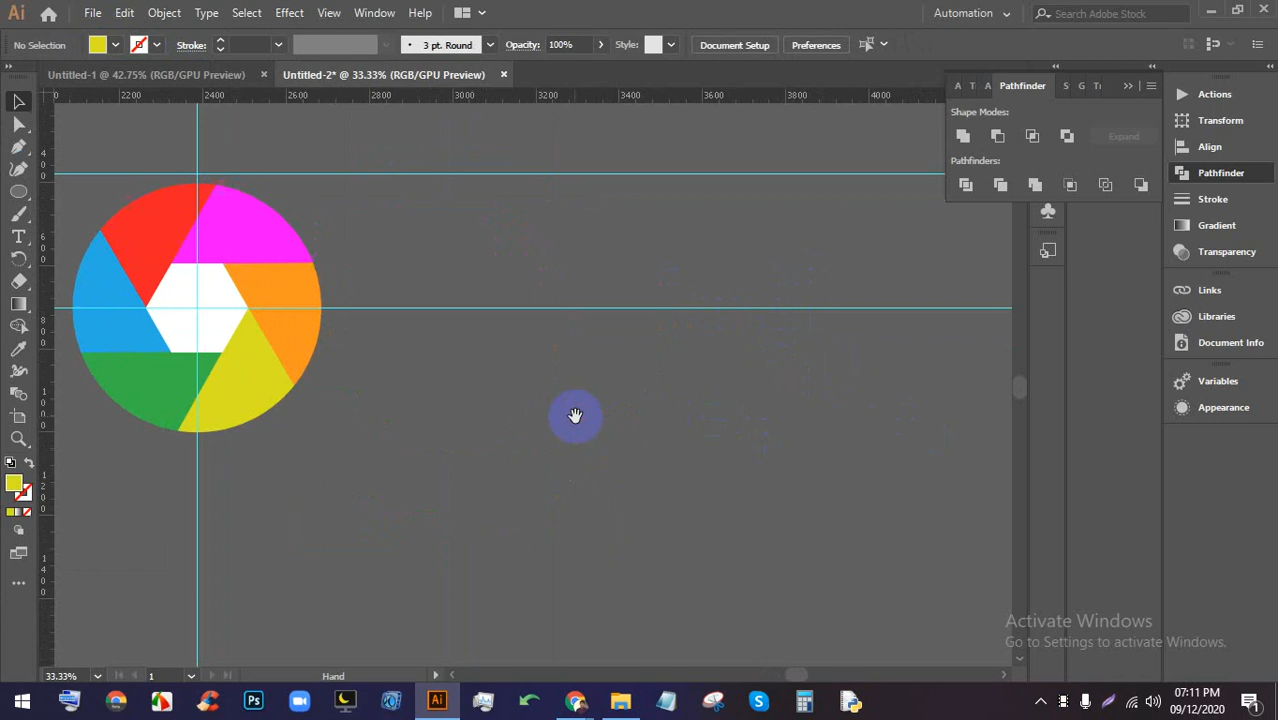 Ai File Edit Object Type Select Effect View Window Help Automation Search Adobe Stock
No Selection Stroke: 3 pt. Round Opacity: 100% Style: Document Setup Preferences
Untitled-1 @ 42.75% (RGB/GPU Preview) Untitled-2* @ 33.33% (RGB/GPU Preview)
A T A Pathfinder S G
2200 2400 2600 2800 3000 3200 3400 3600 3800 4000
Shape Modes:
Expand
Pathfinders:
Actions
Transform
Align
Pathfinder
Stroke
Gradient
Transparency
Links
Libraries
Document Info
Variables
Appearance
Activate Windows
Go to Settings to activate Windows.
33.33% 1 Hand
Ps Ai
07:11 PM
09/12/2020